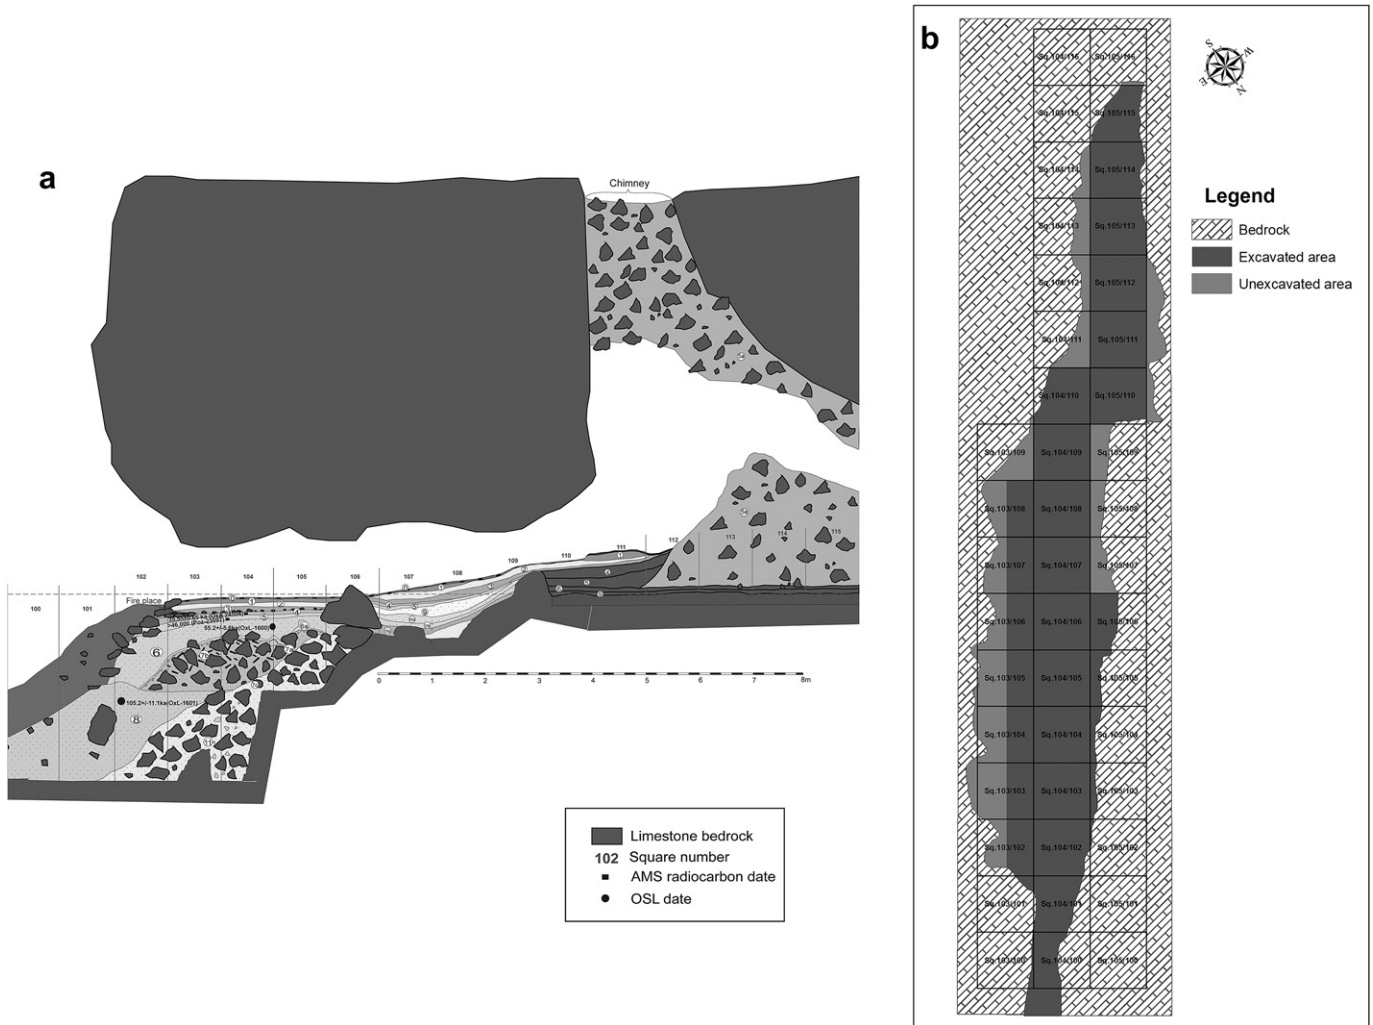 a
Chimney
100
101
102
103
104
105
106
107
108
109
110
111
112
113
114
115
Fire place
55.2+/-5.6ka(OxL-1600)
105.2+/-11.1ka(OxL-1601)
6
8
11
0 1 2 3 4 5 6 7 8m
Limestone bedrock
102 Square number
AMS radiocarbon date
OSL date
b
S W E N
Legend
Bedrock
Excavated area
Unexcavated area
Sq.104/116 Sq.105/116
Sq.104/115 Sq.105/115
Sq.104/114 Sq.105/114
Sq.104/113 Sq.105/113
Sq.104/112 Sq.105/112
Sq.104/111 Sq.105/111
Sq.104/110 Sq.105/110
Sq.103/109 Sq.104/109 Sq.105/109
Sq.103/108 Sq.104/108 Sq.105/108
Sq.103/107 Sq.104/107 Sq.105/107
Sq.103/106 Sq.104/106 Sq.105/106
Sq.103/105 Sq.104/105 Sq.105/105
Sq.103/104 Sq.104/104 Sq.105/104
Sq.103/103 Sq.104/103 Sq.105/103
Sq.103/102 Sq.104/102 Sq.105/102
Sq.103/101 Sq.104/101 Sq.105/101
Sq.103/100 Sq.104/100 Sq.105/100